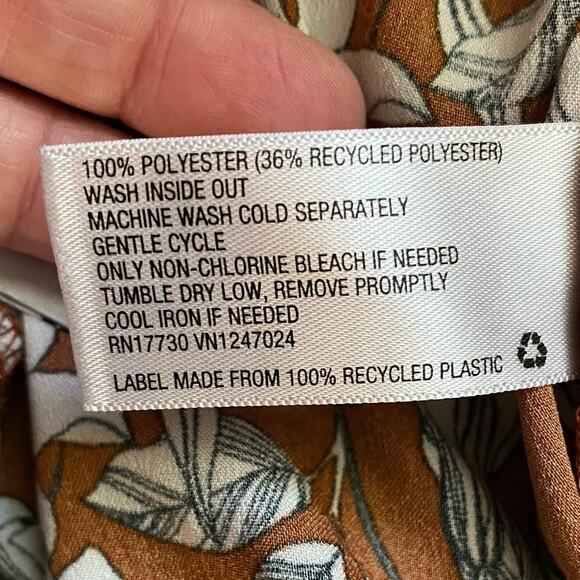 100% POLYESTER (36% RECYCLED POLYESTER)
WASH INSIDE OUT
MACHINE WASH COLD SEPARATELY
GENTLE CYCLE
ONLY NON-CHLORINE BLEACH IF NEEDED
TUMBLE DRY LOW, REMOVE PROMPTLY
COOL IRON IF NEEDED
RN17730 VN1247024
LABEL MADE FROM 100% RECYCLED PLASTIC